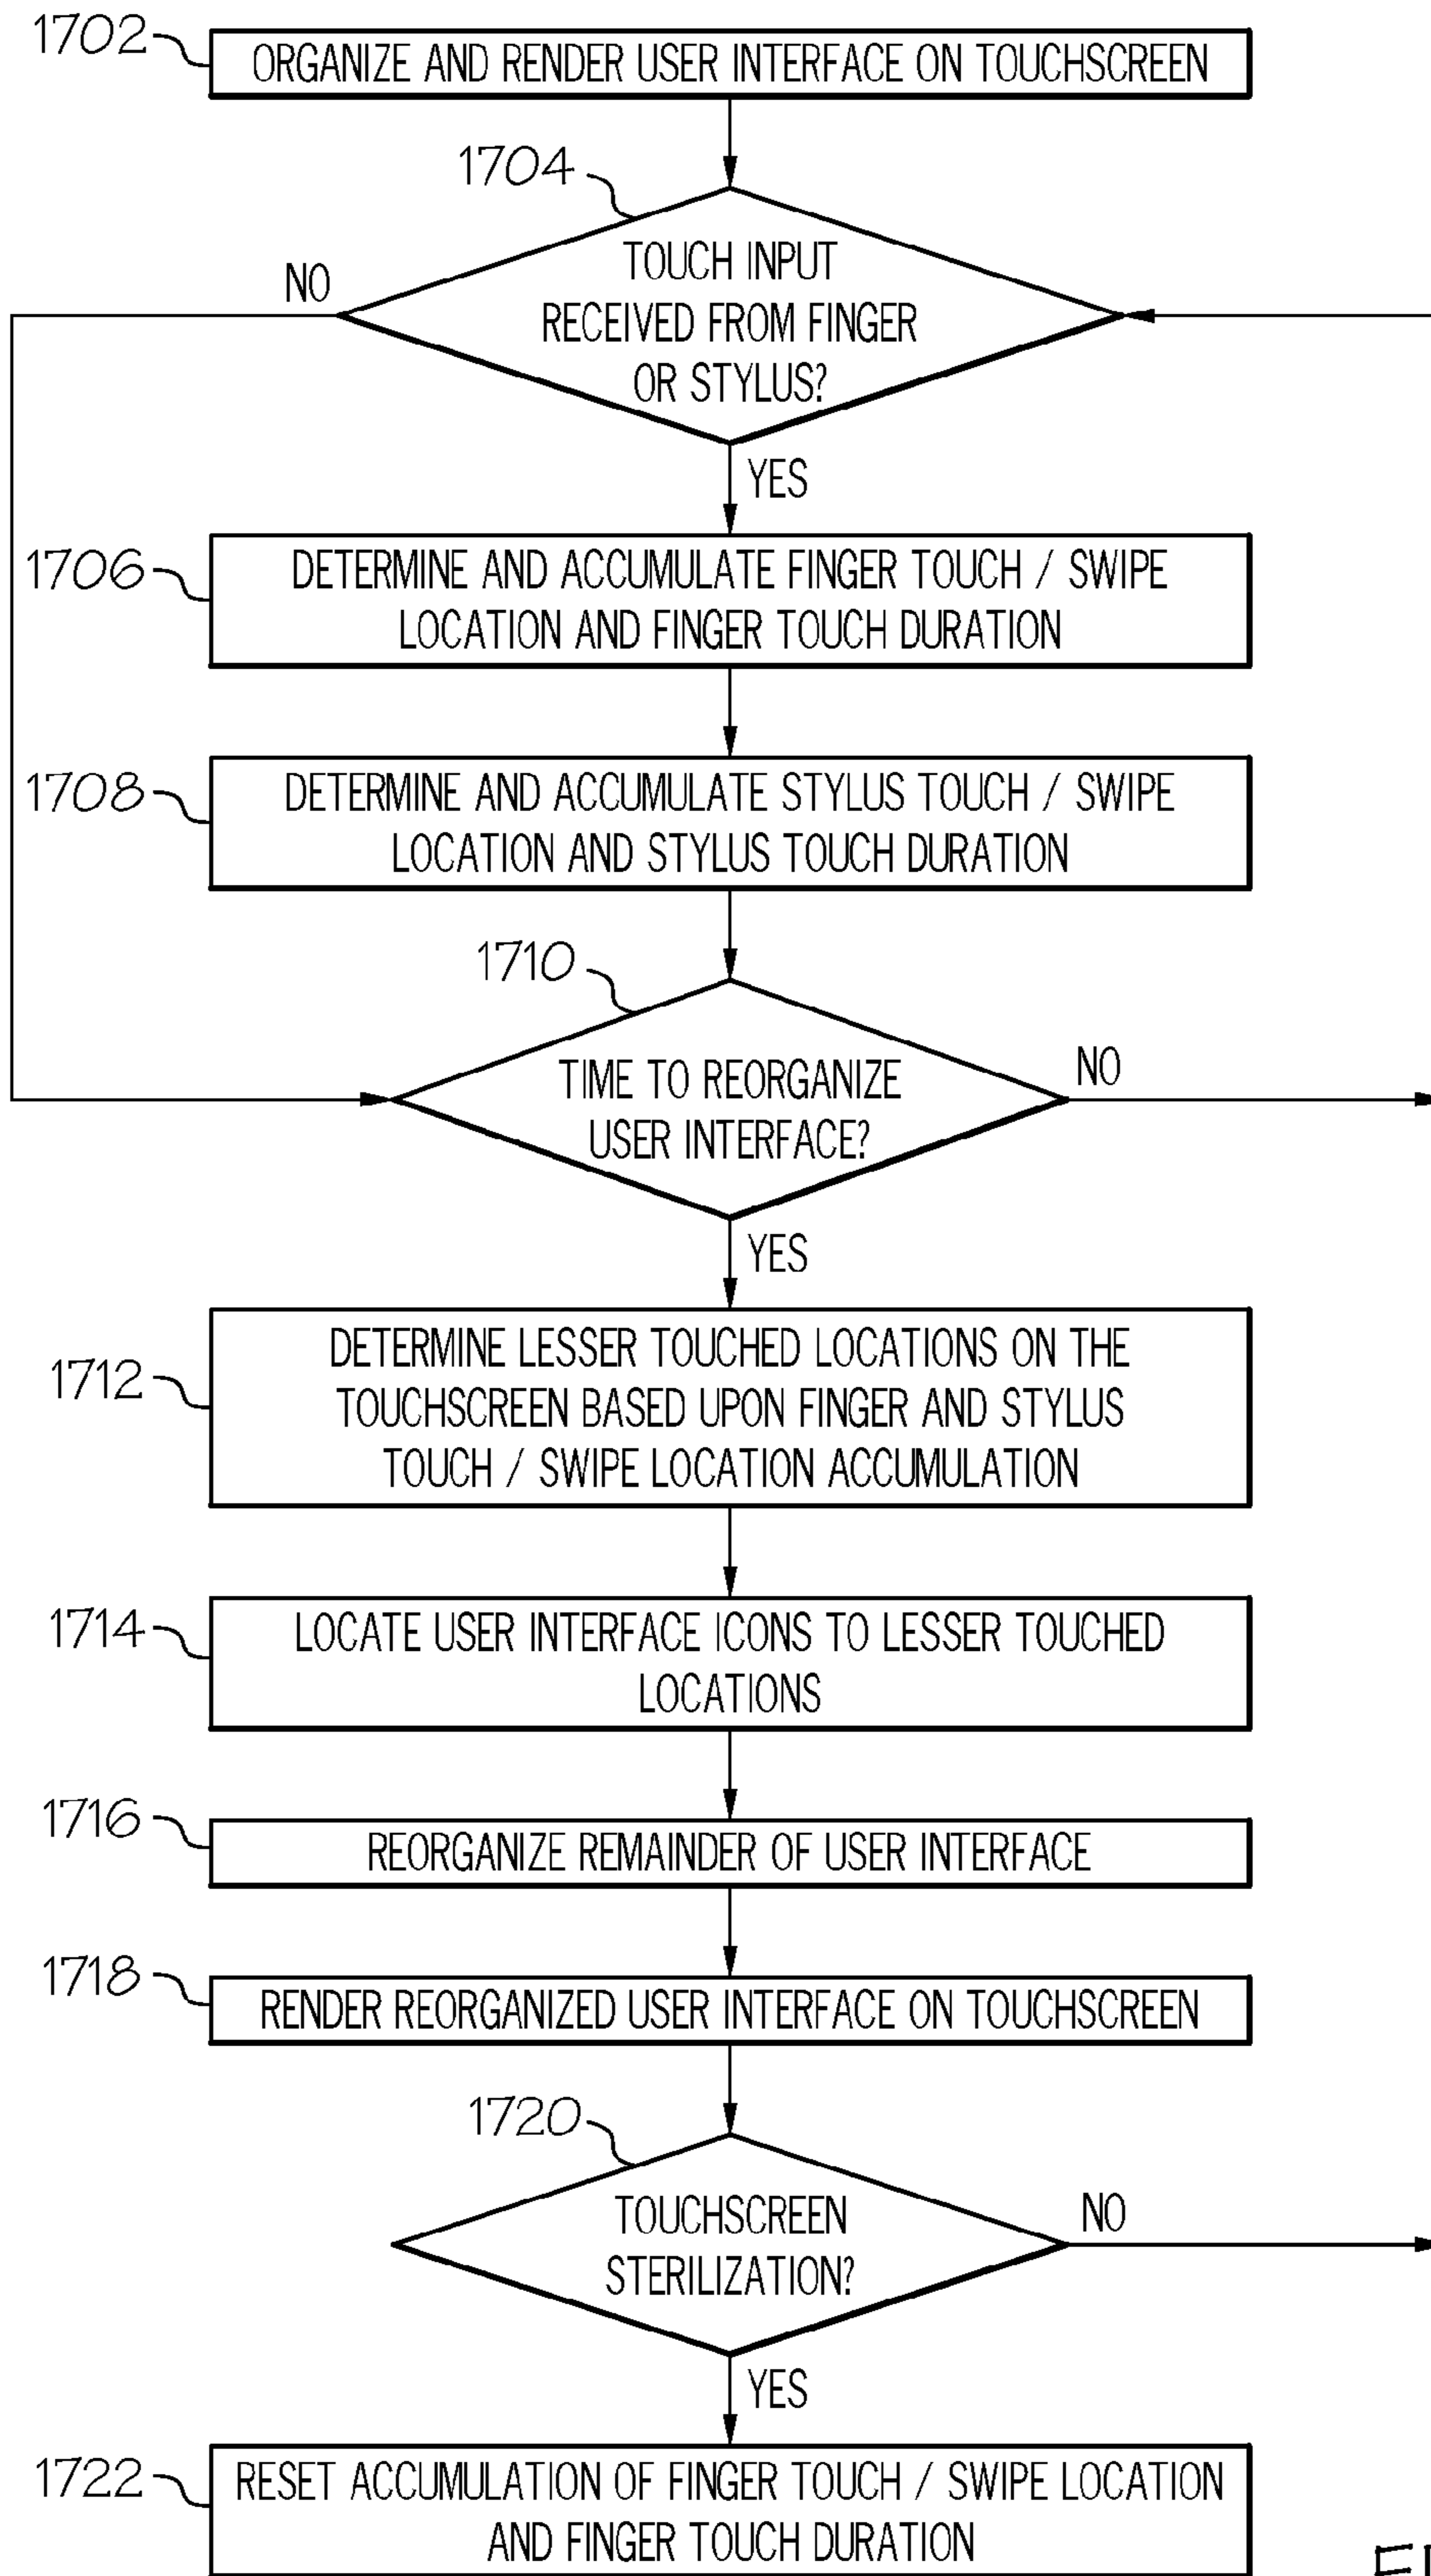 1702
ORGANIZE AND RENDER USER INTERFACE ON TOUCHSCREEN
1704
NO
TOUCH INPUT
RECEIVED FROM FINGER
OR STYLUS?
YES
1706
DETERMINE AND ACCUMULATE FINGER TOUCH / SWIPE
LOCATION AND FINGER TOUCH DURATION
1708
DETERMINE AND ACCUMULATE STYLUS TOUCH / SWIPE
LOCATION AND STYLUS TOUCH DURATION
1710
TIME TO REORGANIZE
USER INTERFACE?
NO
YES
1712
DETERMINE LESSER TOUCHED LOCATIONS ON THE
TOUCHSCREEN BASED UPON FINGER AND STYLUS
TOUCH / SWIPE LOCATION ACCUMULATION
1714
LOCATE USER INTERFACE ICONS TO LESSER TOUCHED
LOCATIONS
1716
REORGANIZE REMAINDER OF USER INTERFACE
1718
RENDER REORGANIZED USER INTERFACE ON TOUCHSCREEN
1720
TOUCHSCREEN
STERILIZATION?
NO
YES
1722
RESET ACCUMULATION OF FINGER TOUCH / SWIPE LOCATION
AND FINGER TOUCH DURATION